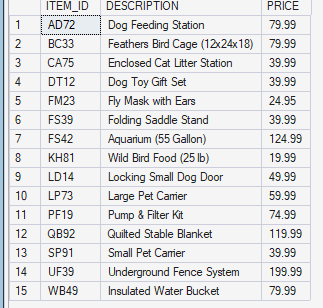 ITEM_ID DESCRIPTION PRICE
1 AD72 Dog Feeding Station 79.99
2 BC33 Feathers Bird Cage (12x24x18) 79.99
3 CA75 Enclosed Cat Litter Station 39.99
4 DT12 Dog Toy Gift Set 39.99
5 FM23 Fly Mask with Ears 24.95
6 FS39 Folding Saddle Stand 39.99
7 FS42 Aquarium (55 Gallon) 124.99
8 KH81 Wild Bird Food (25 lb) 19.99
9 LD14 Locking Small Dog Door 49.99
10 LP73 Large Pet Carrier 59.99
11 PF19 Pump & Filter Kit 74.99
12 QB92 Quilted Stable Blanket 119.99
13 SP91 Small Pet Carrier 39.99
14 UF39 Underground Fence System 199.99
15 WB49 Insulated Water Bucket 79.99